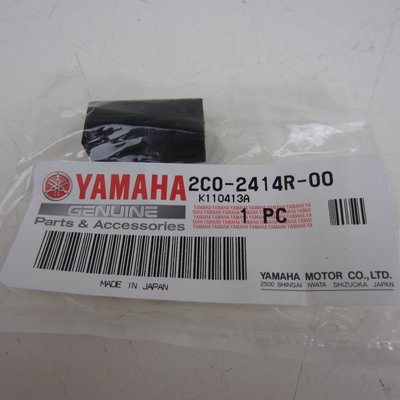 YAMAHA 2C0-2414R-00
K110413A
GENUINE
Parts & Accessories
1 PC
MADE IN JAPAN
YAMAHA MOTOR CO., LTD.
2500 SHINGAI IWATA SHIZUOKA JAPAN